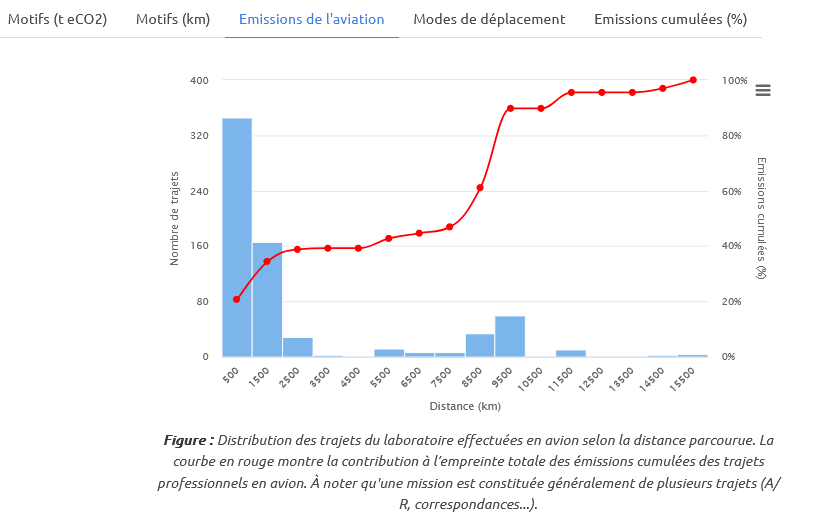 Motifs (t eCO2) Motifs (km) Emissions de l'aviation Modes de déplacement Emissions cumulées (%)
400 100%
320 80%
240 60%
160 40%
80 20%
0 0%
Nombre de trajets
Emissions cumulées (%)
500 1500 2500 3500 4500 5500 6500 7500 8500 9500 10500 11500 12500 13500 14500 15500
Distance (km)
Figure : Distribution des trajets du laboratoire effectuées en avion selon la distance parcourue. La
courbe en rouge montre la contribution à l’empreinte totale des émissions cumulées des trajets
professionnels en avion. À noter qu'une mission est constituée généralement de plusieurs trajets (A/
R, correspondances...).